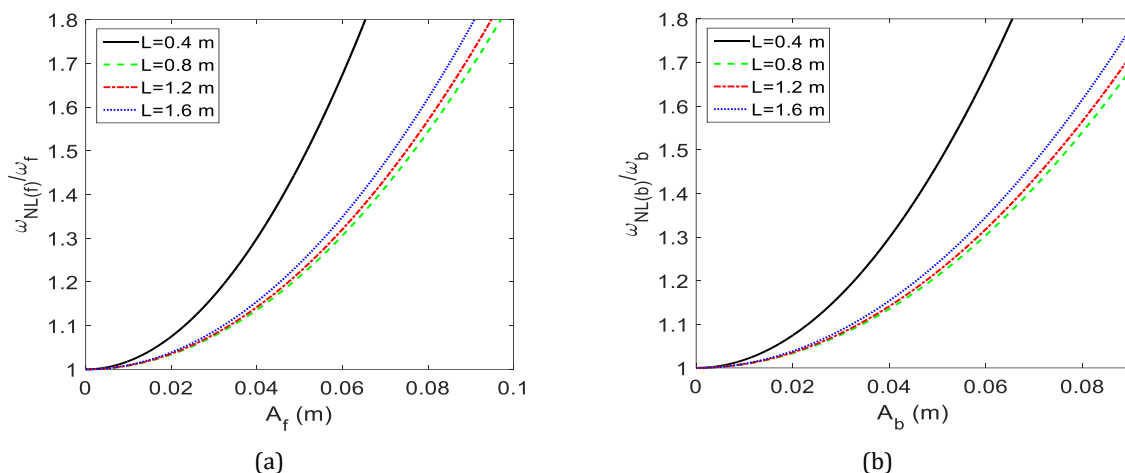 1.8
1.7
1.6
1.5
1.4
1.3
1.2
1.1
1
ω_NL(f)/ω_f
L=0.4 m
L=0.8 m
L=1.2 m
L=1.6 m
0 0.02 0.04 0.06 0.08 0.1
A_f (m)
(a)
1.8
1.7
1.6
1.5
1.4
1.3
1.2
1.1
1
ω_NL(b)/ω_b
L=0.4 m
L=0.8 m
L=1.2 m
L=1.6 m
0 0.02 0.04 0.06 0.08
A_b (m)
(b)